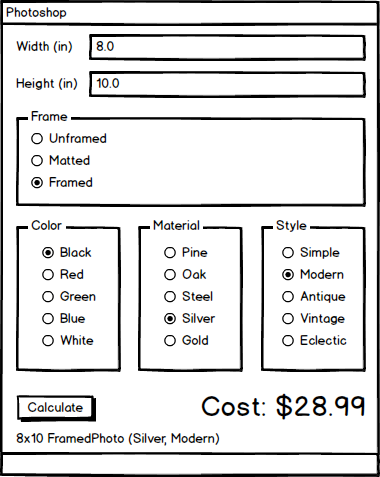 Photoshop
Width (in) 8.0
Height (in) 10.0
Frame
Unframed
Matted
Framed
Color
Black
Red
Green
Blue
White
Material
Pine
Oak
Steel
Silver
Gold
Style
Simple
Modern
Antique
Vintage
Eclectic
Calculate
Cost: $28.99
8x10 FramedPhoto (Silver, Modern)